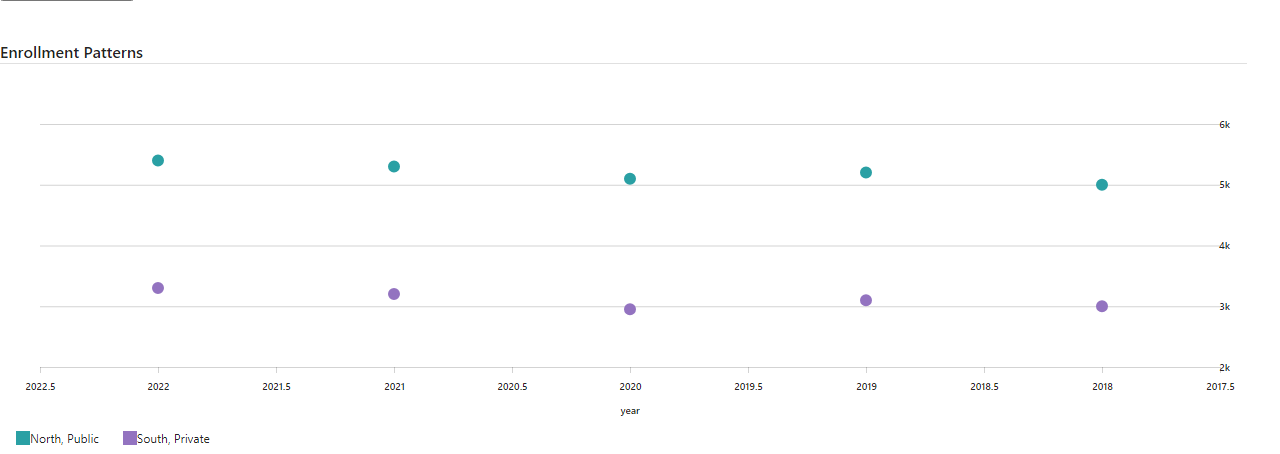 Enrollment Patterns
6k
5k
4k
3k
2k
2022.5 2022 2021.5 2021 2020.5 2020 2019.5 2019 2018.5 2018 2017.5
year
North, Public South, Private